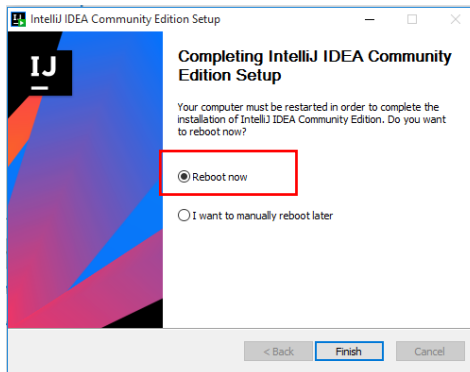 IntelliJ IDEA Community Edition Setup
IJ
Completing IntelliJ IDEA Community
Edition Setup
Your computer must be restarted in order to complete the
installation of IntelliJ IDEA Community Edition. Do you want
to reboot now?
Reboot now
I want to manually reboot later
< Back Finish Cancel